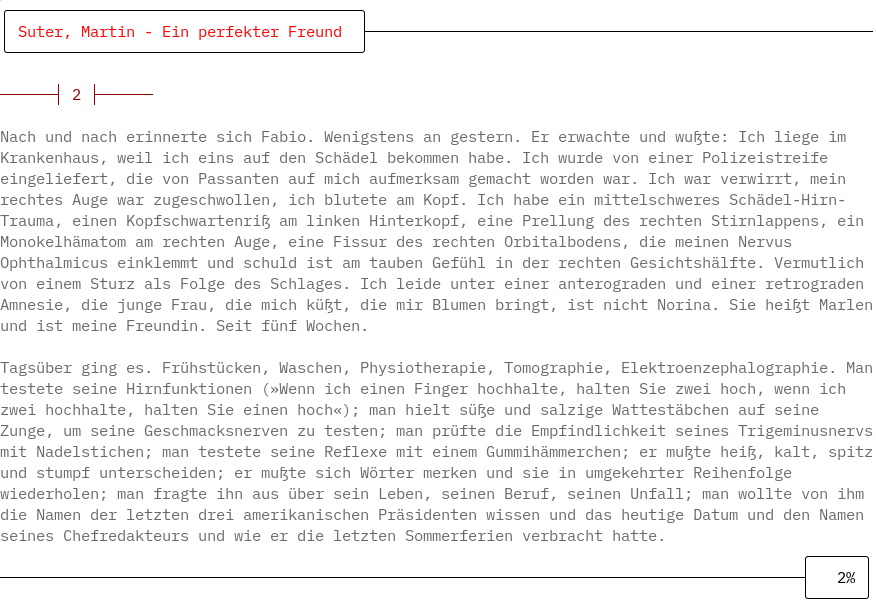 Suter, Martin - Ein perfekter Freund
2
Nach und nach erinnerte sich Fabio. Wenigstens an gestern. Er erwachte und wußte: Ich liege im
Krankenhaus, weil ich eins auf den Schädel bekommen habe. Ich wurde von einer Polizeistreife
eingeliefert, die von Passanten auf mich aufmerksam gemacht worden war. Ich war verwirrt, mein
rechtes Auge war zugeschwollen, ich blutete am Kopf. Ich habe ein mittelschweres Schädel-Hirn-
Trauma, einen Kopfschwartenriß am linken Hinterkopf, eine Prellung des rechten Stirnlappens, ein
Monokelhämatom am rechten Auge, eine Fissur des rechten Orbitalbodens, die meinen Nervus
Ophthalmicus einklemmt und schuld ist am tauben Gefühl in der rechten Gesichtshälfte. Vermutlich
von einem Sturz als Folge des Schlages. Ich leide unter einer anterograden und einer retrograden
Amnesie, die junge Frau, die mich küßt, die mir Blumen bringt, ist nicht Norina. Sie heißt Marlen
und ist meine Freundin. Seit fünf Wochen.
Tagsüber ging es. Frühstücken, Waschen, Physiotherapie, Tomographie, Elektroenzephalographie. Man
testete seine Hirnfunktionen (»Wenn ich einen Finger hochhalte, halten Sie zwei hoch, wenn ich
zwei hochhalte, halten Sie einen hoch«); man hielt süße und salzige Wattestäbchen auf seine
Zunge, um seine Geschmacksnerven zu testen; man prüfte die Empfindlichkeit seines Trigeminusnervs
mit Nadelstichen; man testete seine Reflexe mit einem Gummihämmerchen; er mußte heiß, kalt, spitz
und stumpf unterscheiden; er mußte sich Wörter merken und sie in umgekehrter Reihenfolge
wiederholen; man fragte ihn aus über sein Leben, seinen Beruf, seinen Unfall; man wollte von ihm
die Namen der letzten drei amerikanischen Präsidenten wissen und das heutige Datum und den Namen
seines Chefredakteurs und wie er die letzten Sommerferien verbracht hatte.
2%